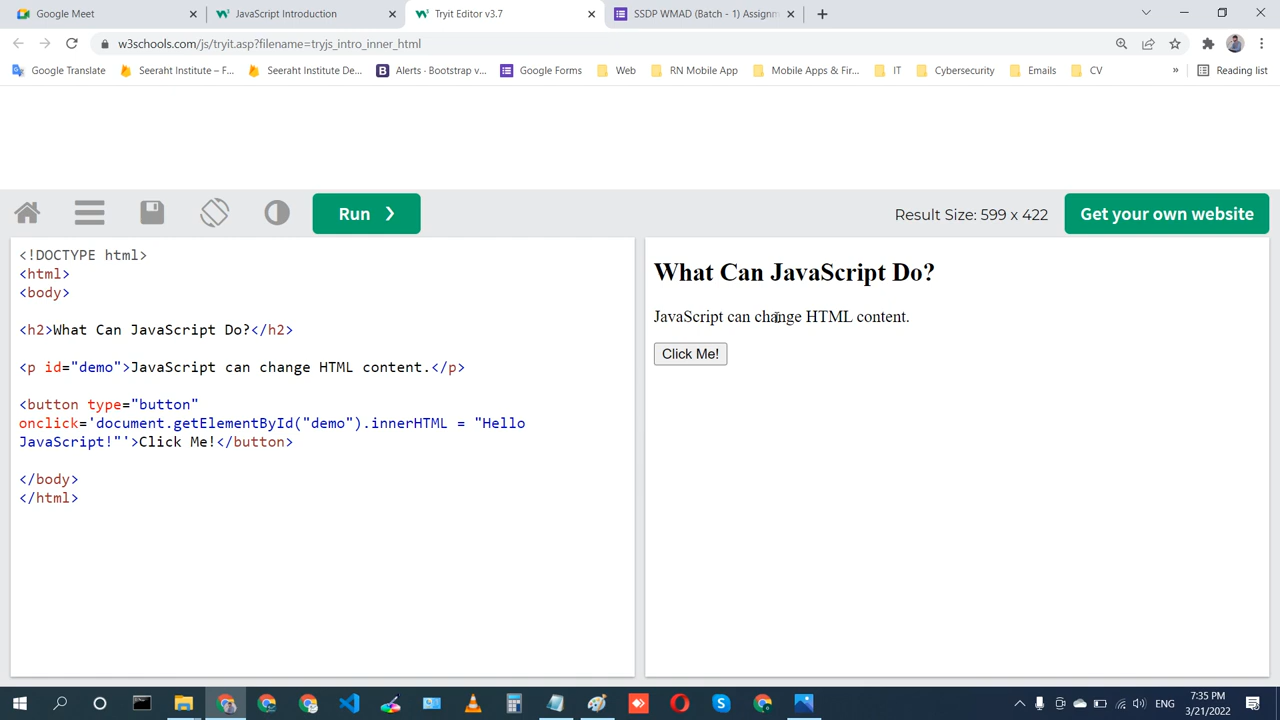 Google Meet
JavaScript Introduction
Tryit Editor v3.7
SSDP WMAD (Batch - 1) Assignm
w3schools.com/js/tryit.asp?filename=tryjs_intro_inner_html
Google Translate
Seeraht Institute – F...
Seeraht Institute De...
Alerts · Bootstrap v...
Google Forms
Web
RN Mobile App
Mobile Apps & Fir...
IT
Cybersecurity
Emails
CV
»
Reading list
Run ❯
Result Size: 599 x 422
Get your own website
<!DOCTYPE html>
<html>
<body>
<h2>What Can JavaScript Do?</h2>
<p id="demo">JavaScript can change HTML content.</p>
<button type="button"
onclick='document.getElementById("demo").innerHTML = "Hello
JavaScript!"'>Click Me!</button>
</body>
</html>
What Can JavaScript Do?
JavaScript can change HTML content.
Click Me!
ENG
7:35 PM
3/21/2022